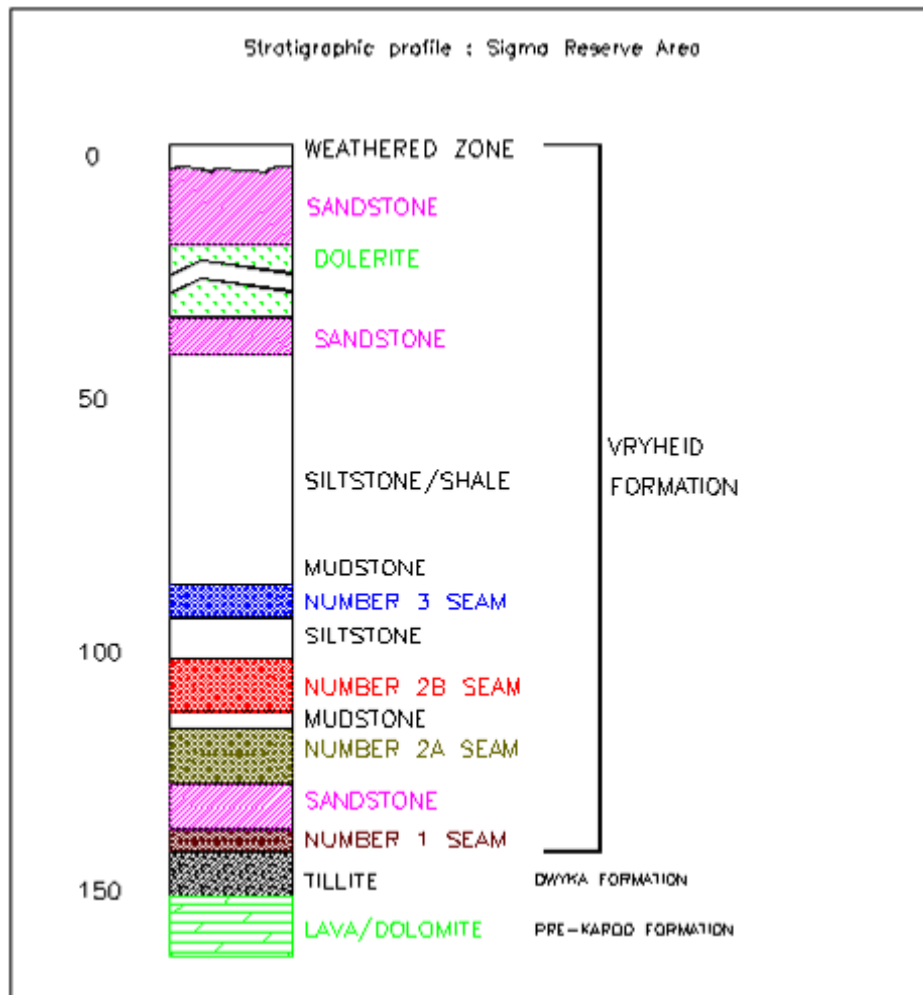 Stratigraphic profile : Sigma Reserve Area
0
WEATHERED ZONE
SANDSTONE
DOLERITE
SANDSTONE
50
VRYHEID
FORMATION
SILTSTONE/SHALE
MUDSTONE
NUMBER 3 SEAM
SILTSTONE
100
NUMBER 2B SEAM
MUDSTONE
NUMBER 2A SEAM
SANDSTONE
NUMBER 1 SEAM
TILLITE
DWYKA FORMATION
150
LAVA/DOLOMITE
PRE-KAROO FORMATION